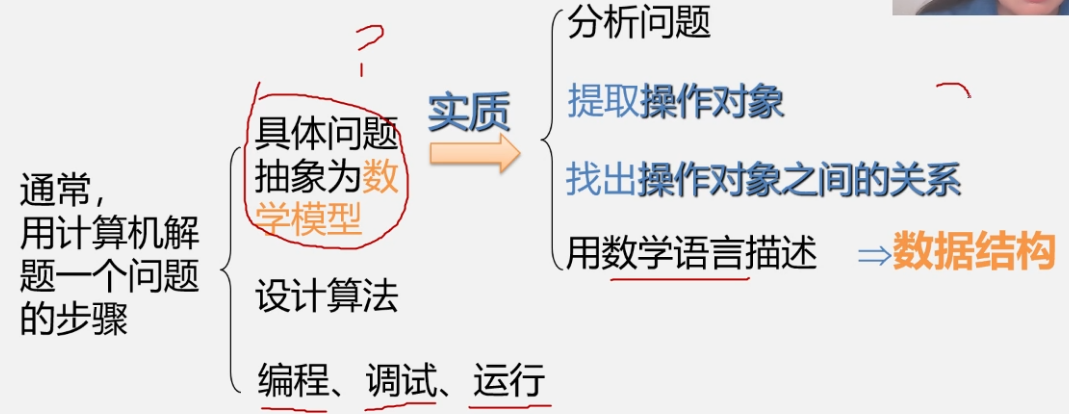 通常，
用计算机解
题一个问题
的步骤
具体问题
抽象为数
学模型
设计算法
编程、调试、运行
实质
分析问题
提取操作对象
找出操作对象之间的关系
用数学语言描述 ⇒数据结构
?